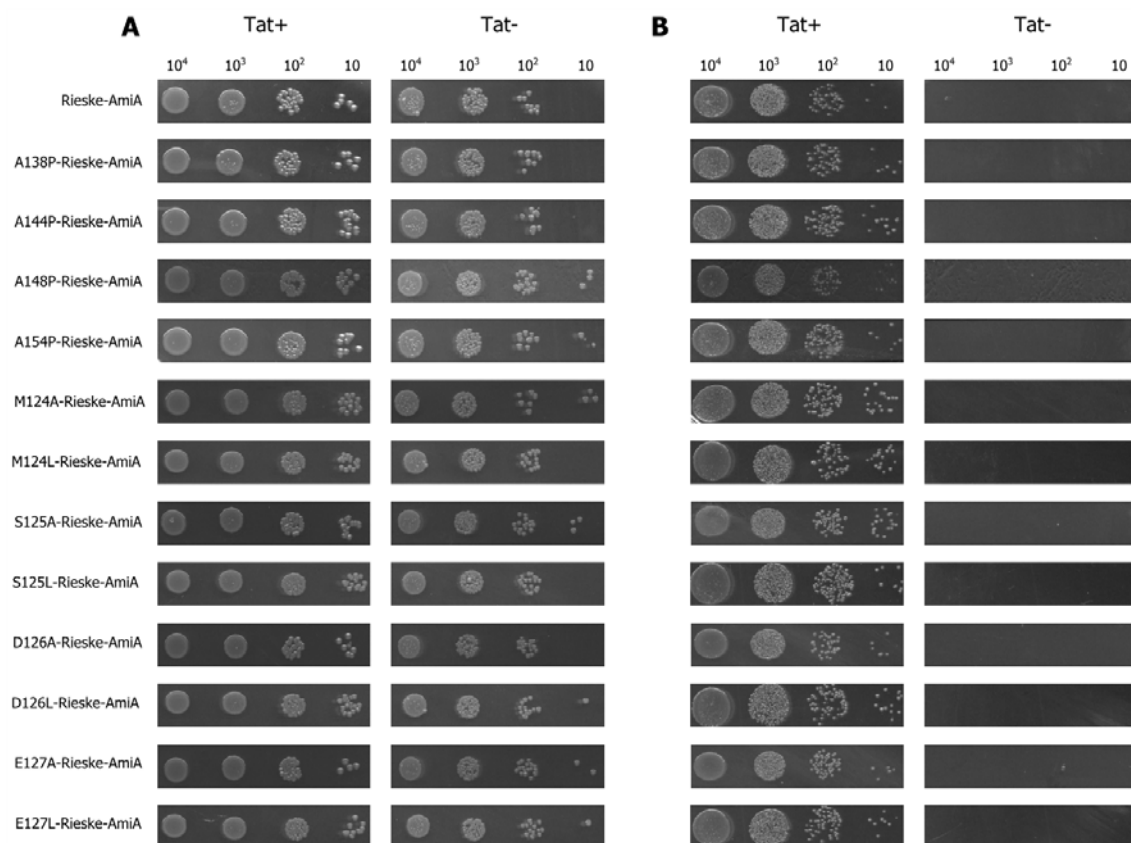 A Tat+ Tat- B Tat+ Tat-
10⁴ 10³ 10² 10 10⁴ 10³ 10² 10 10⁴ 10³ 10² 10 10⁴ 10³ 10² 10
Rieske-AmiA
A138P-Rieske-AmiA
A144P-Rieske-AmiA
A148P-Rieske-AmiA
A154P-Rieske-AmiA
M124A-Rieske-AmiA
M124L-Rieske-AmiA
S125A-Rieske-AmiA
S125L-Rieske-AmiA
D126A-Rieske-AmiA
D126L-Rieske-AmiA
E127A-Rieske-AmiA
E127L-Rieske-AmiA